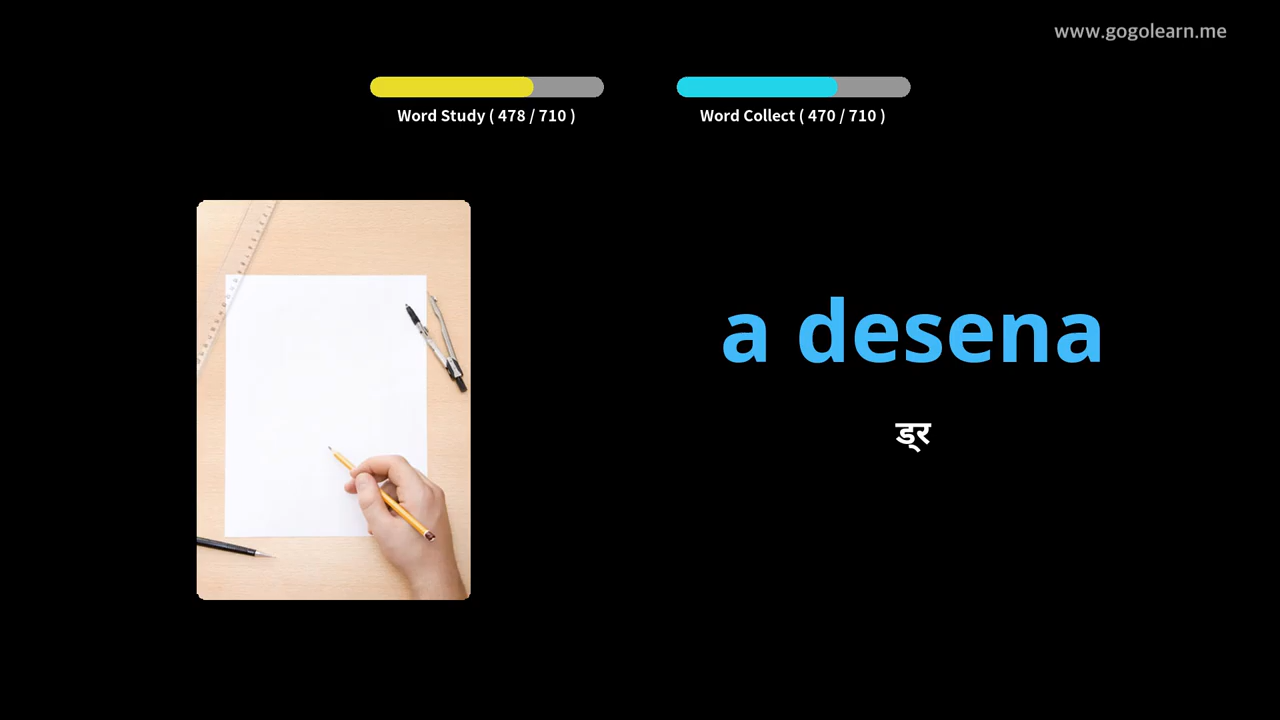 www.gogolearn.me
Word Study ( 478 / 710 )
Word Collect ( 470 / 710 )
a desena
ड्र